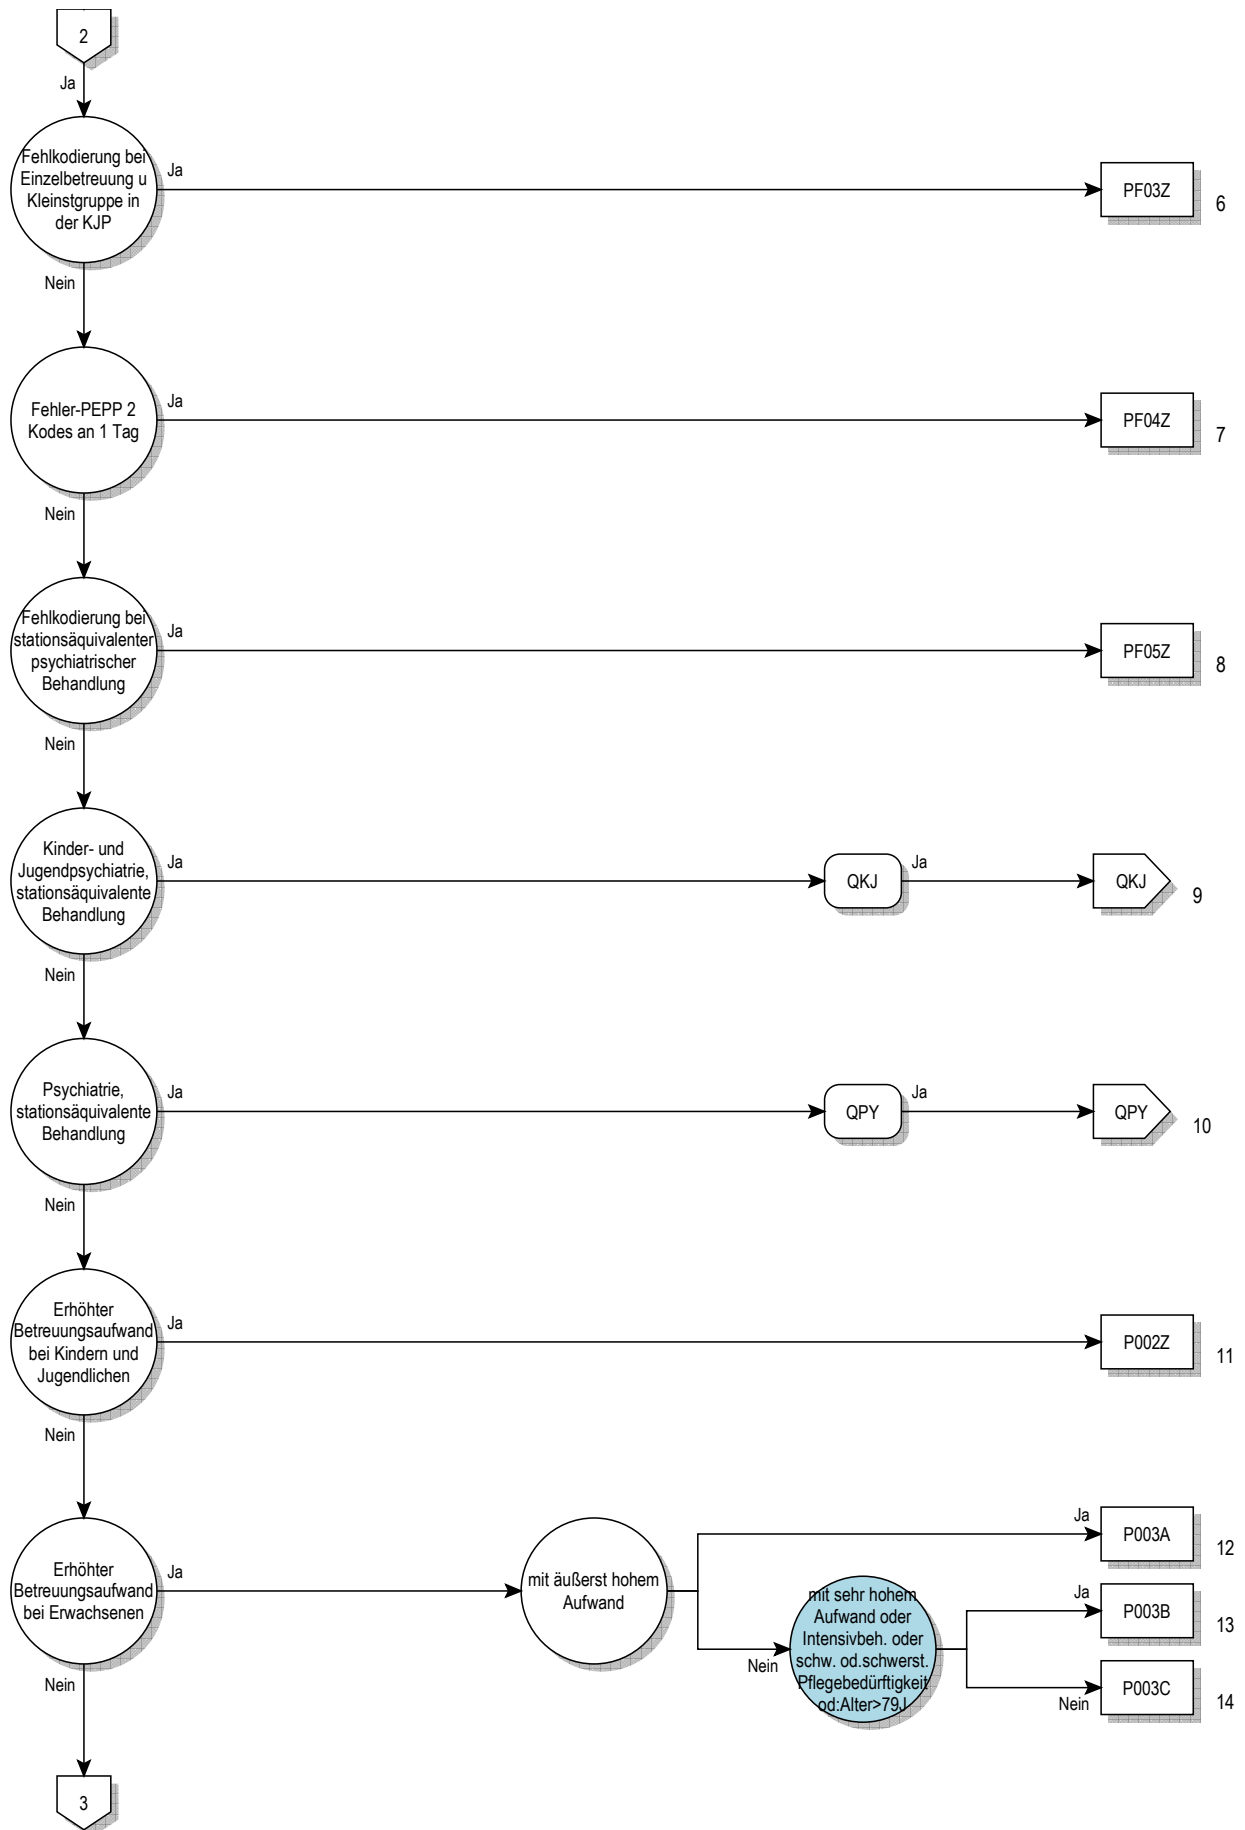 2
Ja
Fehlkodierung bei
Einzelbetreuung u
Kleinstgruppe in
der KJP
Ja
PF03Z
6
Nein
Fehler-PEPP 2
Kodes an 1 Tag
Ja
PF04Z
7
Nein
Fehlkodierung bei
stationsäquivalenter
psychiatrischer
Behandlung
Ja
PF05Z
8
Nein
Kinder- und
Jugendpsychiatrie,
stationsäquivalente
Behandlung
Ja
QKJ
Ja
QKJ
9
Nein
Psychiatrie,
stationsäquivalente
Behandlung
Ja
QPY
Ja
QPY
10
Nein
Erhöhter
Betreuungsaufwand
bei Kindern und
Jugendlichen
Ja
P002Z
11
Nein
Erhöhter
Betreuungsaufwand
bei Erwachsenen
Ja
mit äußerst hohem
Aufwand
Ja
P003A
12
Nein
mit sehr hohem
Aufwand oder
Intensivbeh. oder
schw. od.schwerst.
Pflegebedürftigkeit
od:Alter>79J
Ja
P003B
13
Nein
P003C
14
Nein
3